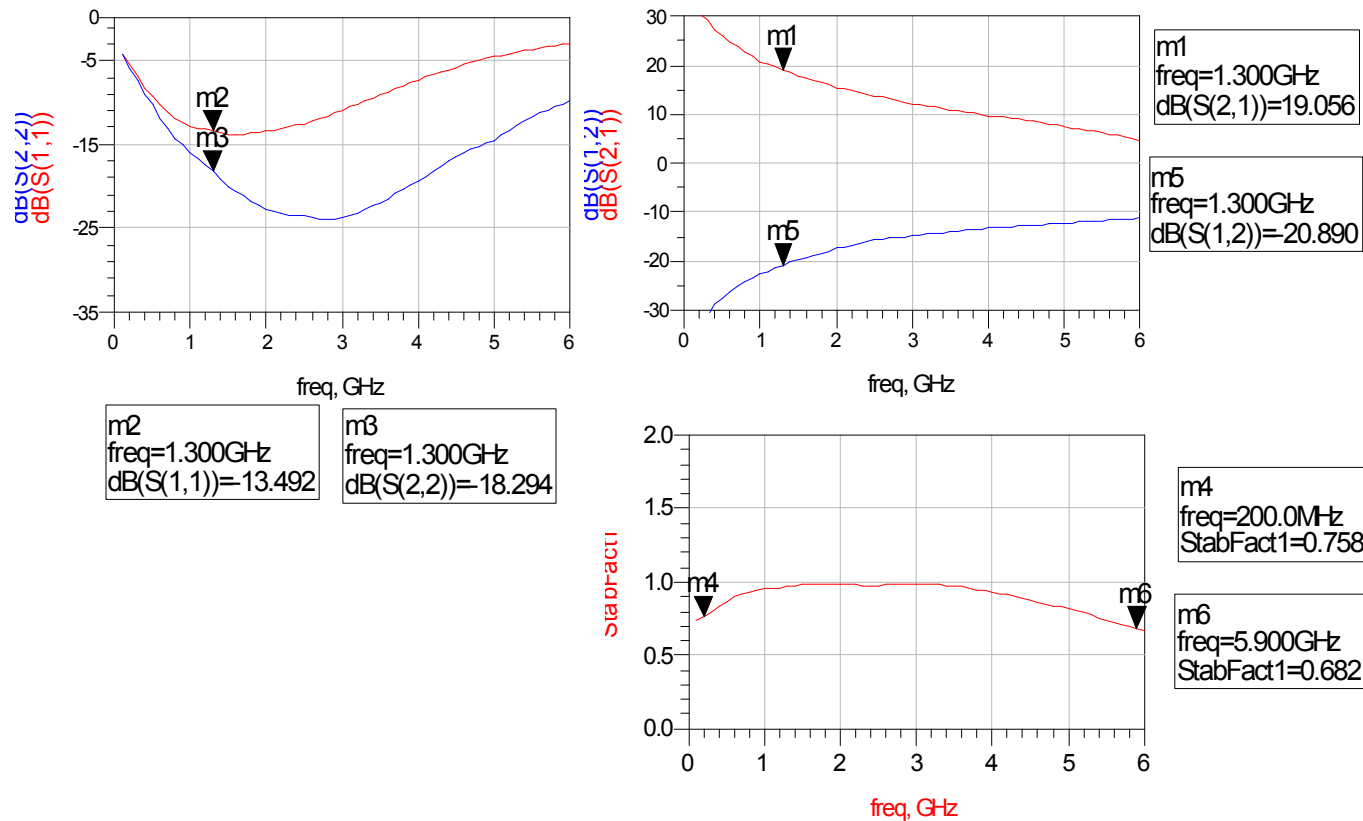 0
-5
-15
-25
-35
m2
m3
dB(S(2,2))
dB(S(1,1))
0 1 2 3 4 5 6
freq, GHz
m2
freq=1.300GHz
dB(S(1,1))=-13.492
m3
freq=1.300GHz
dB(S(2,2))=-18.294
30
20
10
0
-10
-20
-30
m1
m5
dB(S(1,2))
dB(S(2,1))
0 1 2 3 4 5 6
freq, GHz
m1
freq=1.300GHz
dB(S(2,1))=19.056
m5
freq=1.300GHz
dB(S(1,2))=-20.890
2.0
1.5
1.0
0.5
0.0
m4
m6
StabFact1
0 1 2 3 4 5 6
freq, GHz
m4
freq=200.0MHz
StabFact1=0.758
m6
freq=5.900GHz
StabFact1=0.682